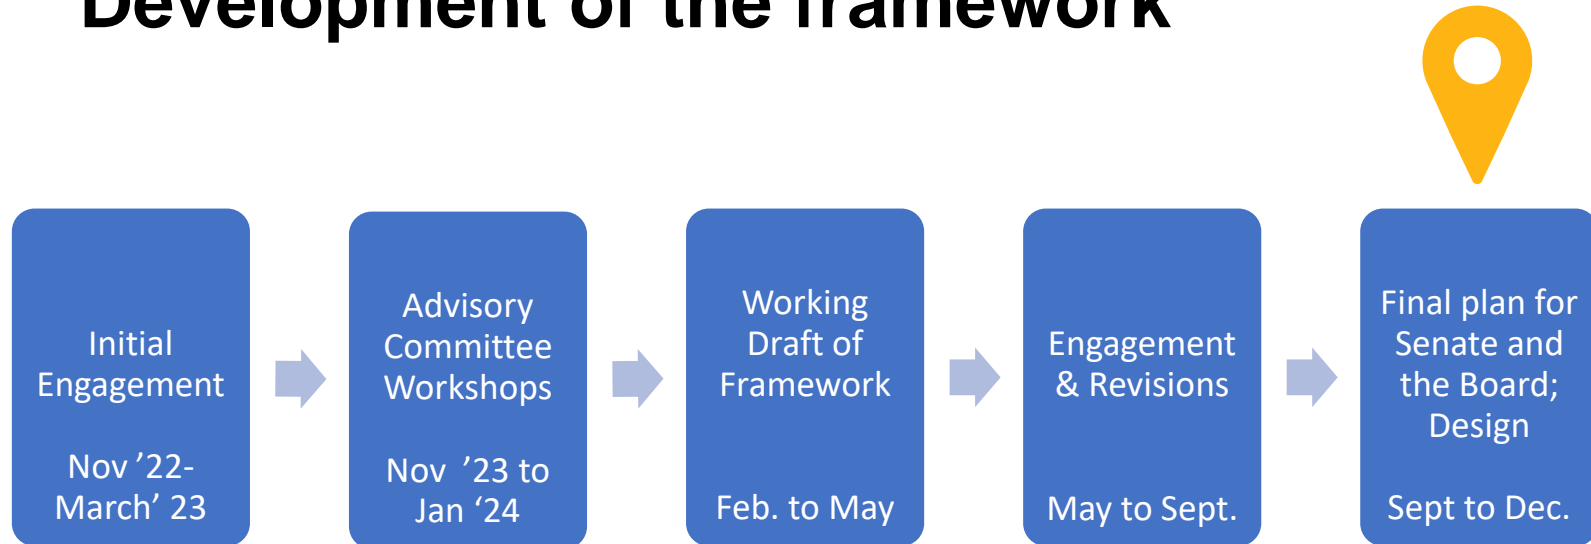 Development of the framework
Initial
Engagement
Nov ’22-
March’ 23
Advisory
Committee
Workshops
Nov ’23 to
Jan ‘24
Working
Draft of
Framework
Feb. to May
Engagement
& Revisions
May to Sept.
Final plan for
Senate and
the Board;
Design
Sept to Dec.